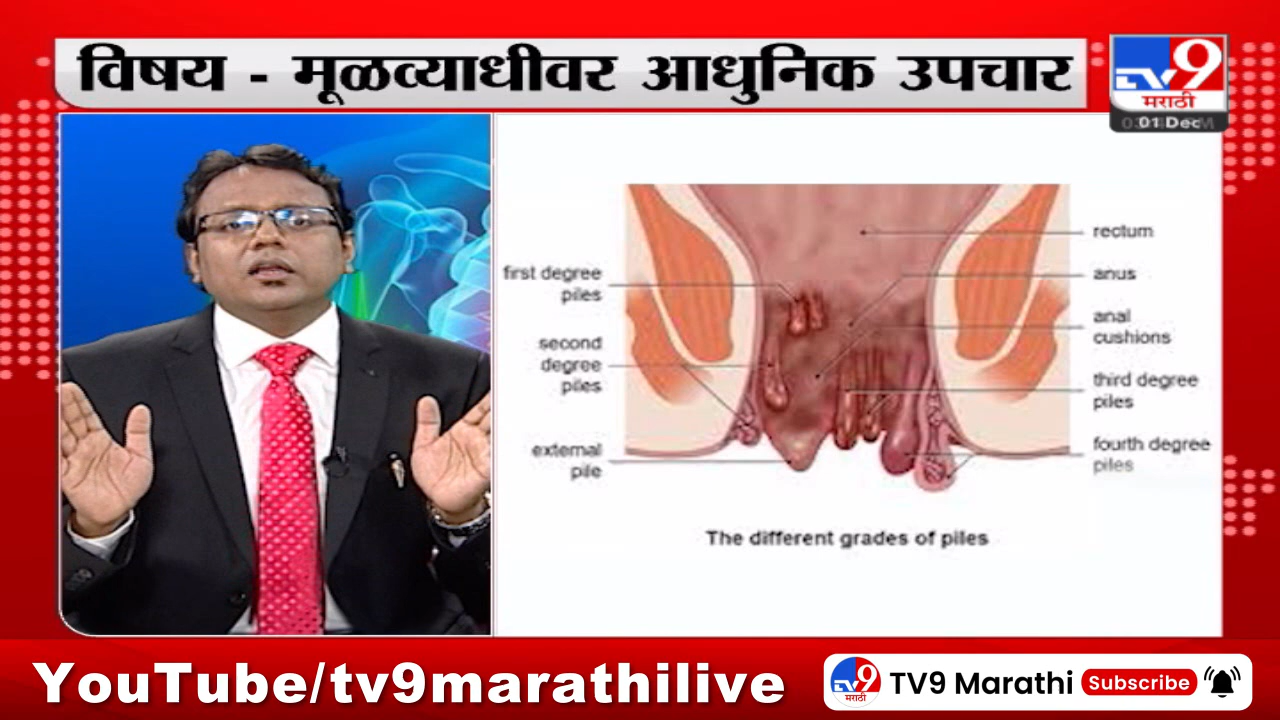 विषय - मूळव्याधीवर आधुनिक उपचार
TV9
मराठी
01 Dec
rectum
first degree
piles
anus
anal
cushions
second
degree
piles
third degree
piles
external
pile
fourth degree
piles
The different grades of piles
YouTube/tv9marathilive
TV9
मराठी
TV9 Marathi
Subscribe